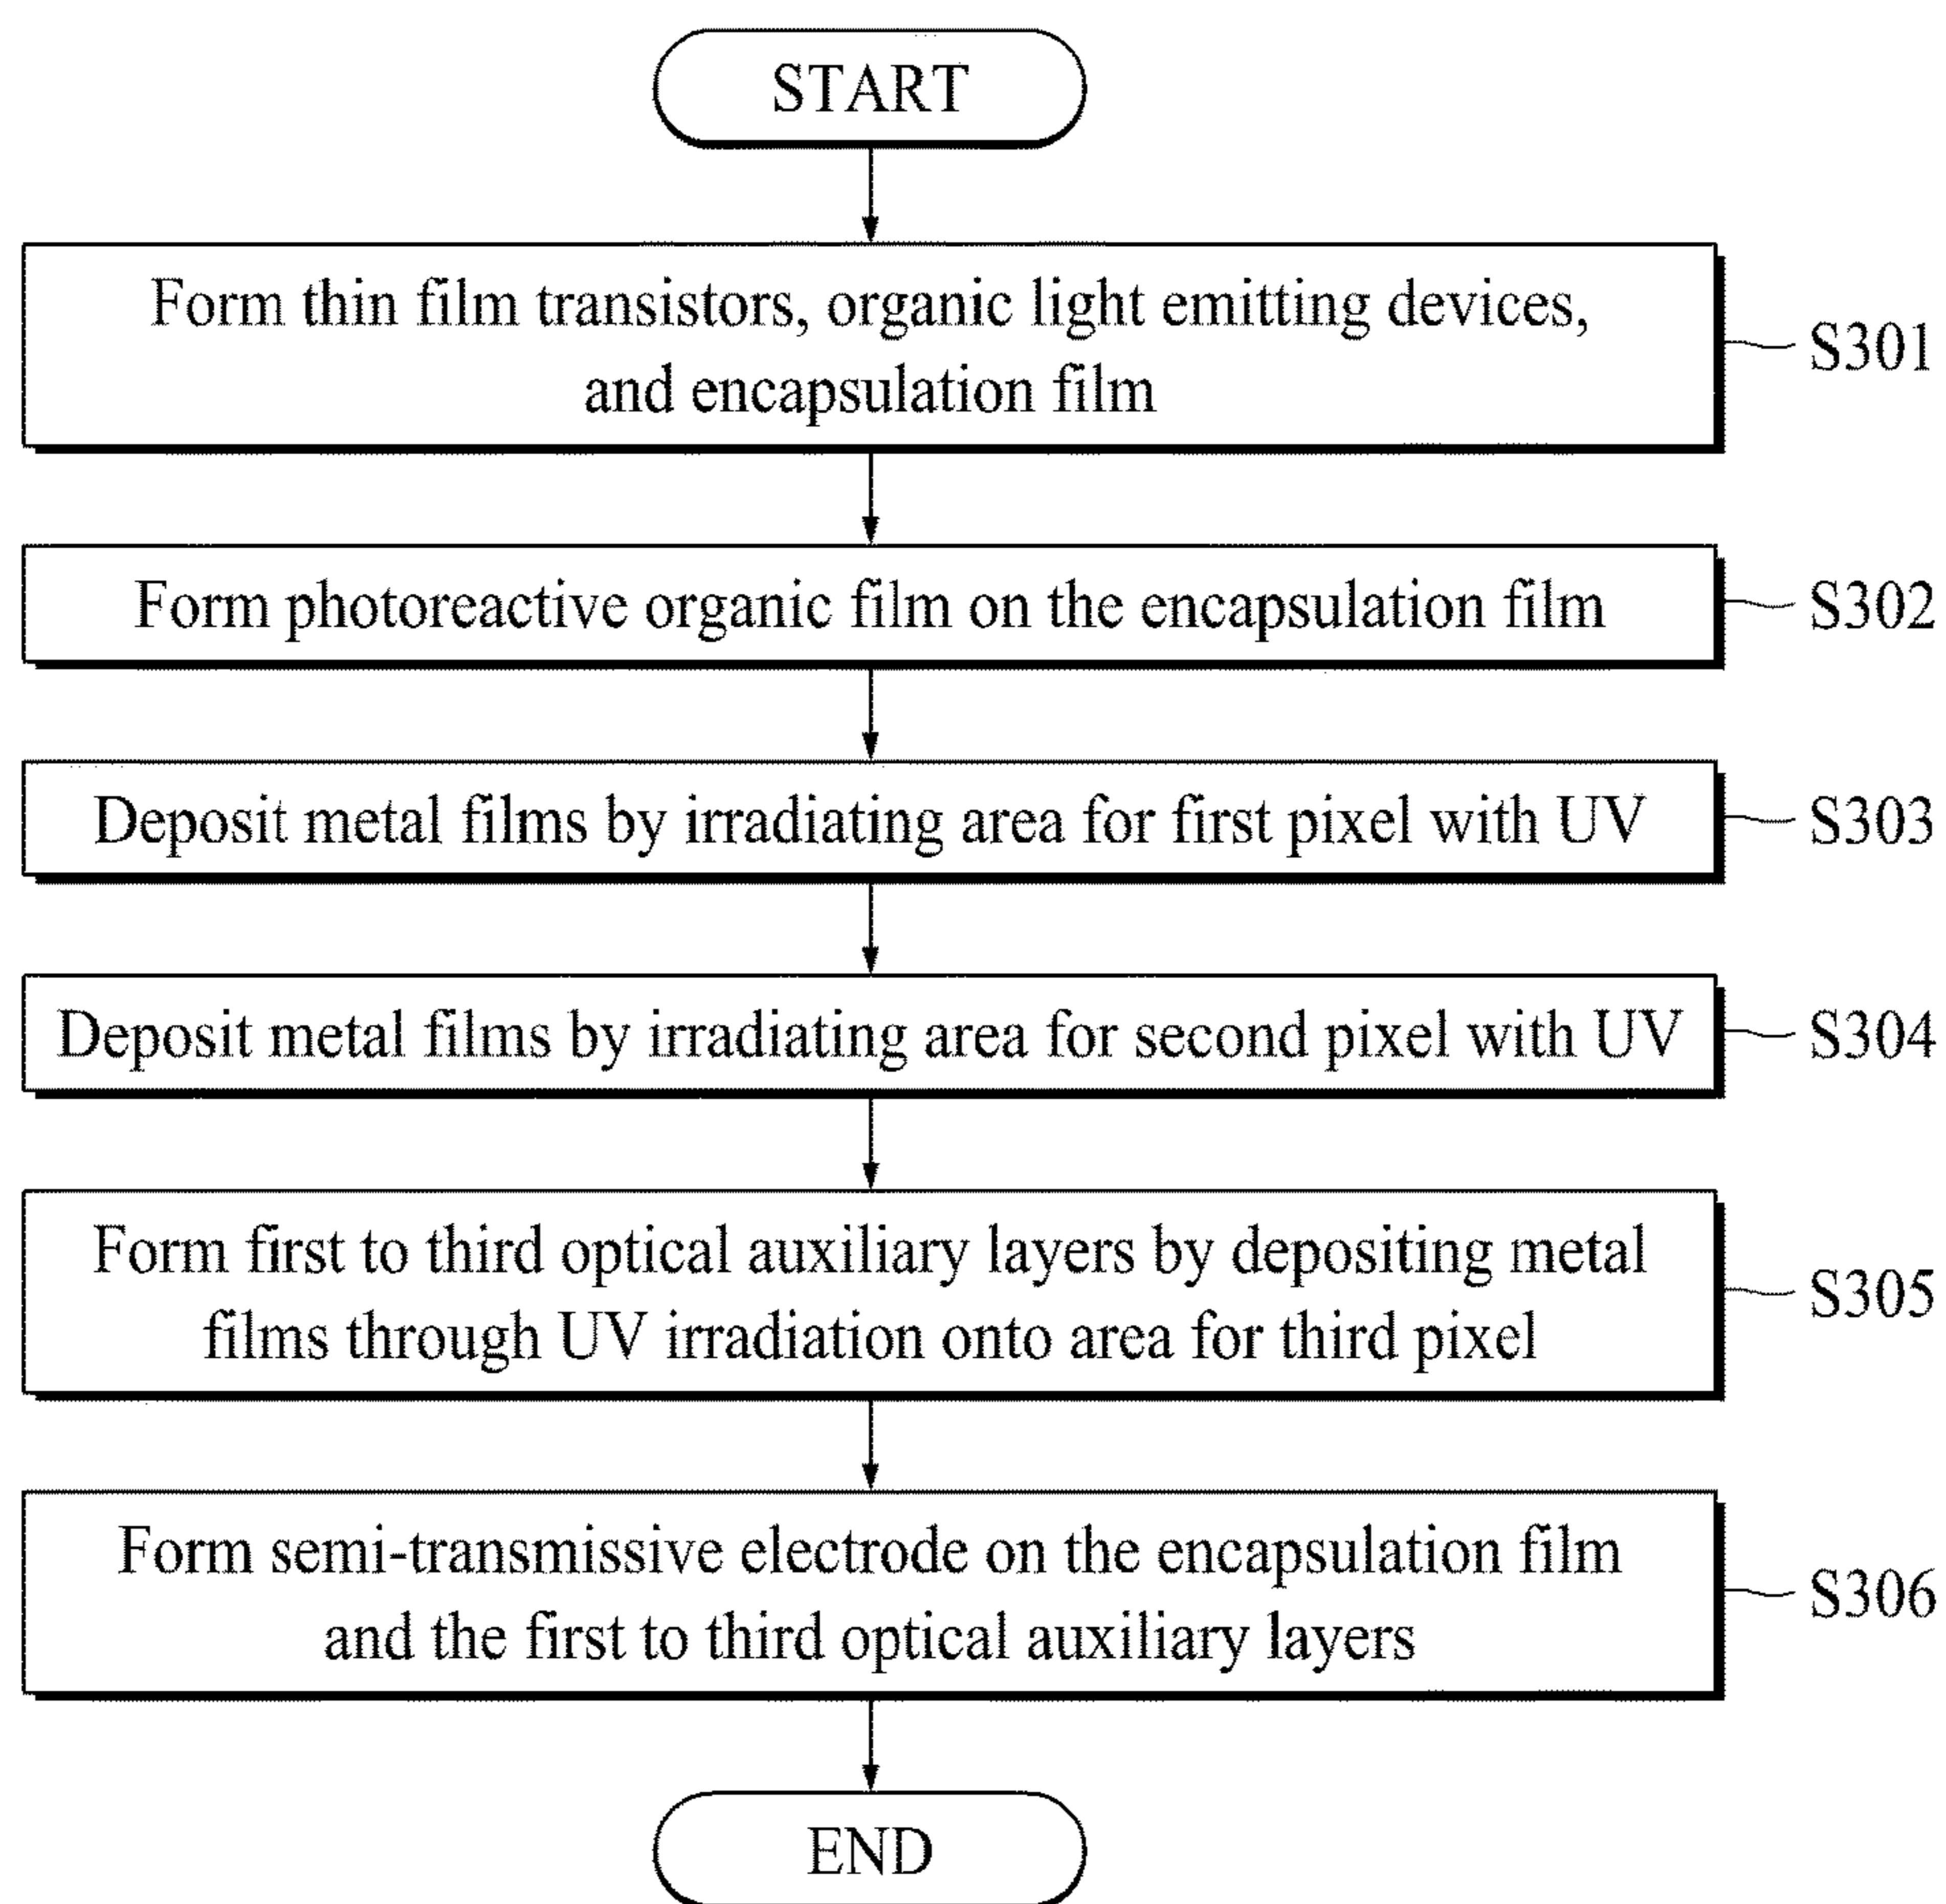 START
Form thin film transistors, organic light emitting devices,
and encapsulation film
S301
Form photoreactive organic film on the encapsulation film
S302
Deposit metal films by irradiating area for first pixel with UV
S303
Deposit metal films by irradiating area for second pixel with UV
S304
Form first to third optical auxiliary layers by depositing metal
films through UV irradiation onto area for third pixel
S305
Form semi-transmissive electrode on the encapsulation film
and the first to third optical auxiliary layers
S306
END